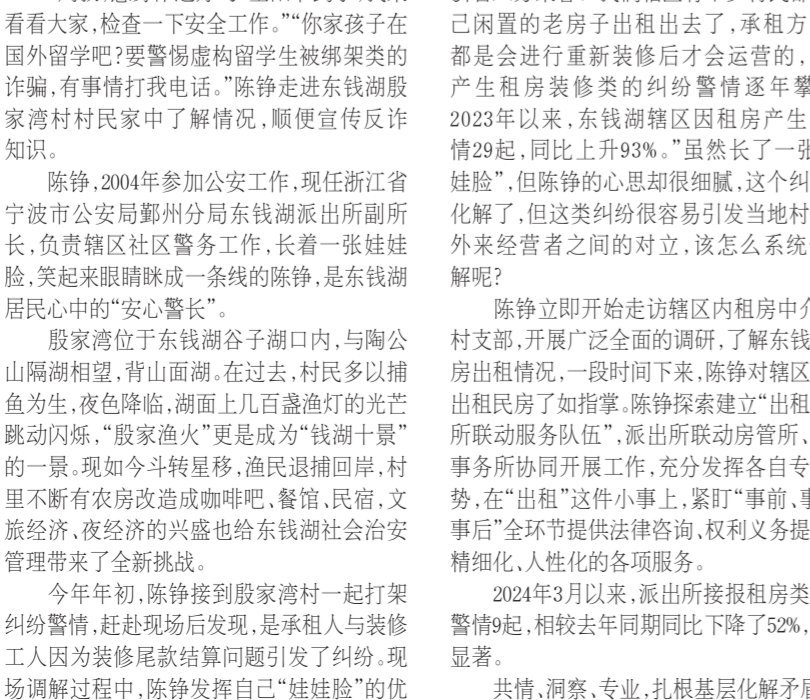 看看大家,检查一下安全工作。”“你家孩子在
国外留学吧?要警惕虚构留学生被绑架类的
诈骗,有事情打我电话。”陈铮走进东钱湖殷
家湾村村民家中了解情况,顺便宣传反诈
知识。
陈铮,2004年参加公安工作,现任浙江省
宁波市公安局鄞州分局东钱湖派出所副所
长,负责辖区社区警务工作,长着一张娃娃
脸,笑起来眼睛眯成一条线的陈铮,是东钱湖
居民心中的“安心警长”。
殷家湾位于东钱湖谷子湖口内,与陶公
山隔湖相望,背山面湖。在过去,村民多以捕
鱼为生,夜色降临,湖面上几百盏渔灯的光芒
跳动闪烁,“殷家渔火”更是成为“钱湖十景”
的一景。现如今斗转星移,渔民退捕回岸,村
里不断有农房改造成咖啡吧、餐馆、民宿,文
旅经济、夜经济的兴盛也给东钱湖社会治安
管理带来了全新挑战。
今年年初,陈铮接到殷家湾村一起打架
纠纷警情,赶赴现场后发现,是承租人与装修
工人因为装修尾款结算问题引发了纠纷。现
场调解过程中,陈铮发挥自己“娃娃脸”的优
己闲置的老房子出租出去了,承租方
都是会进行重新装修后才会运营的,
产生租房装修类的纠纷警情逐年攀
2023年以来,东钱湖辖区因租房产生
情29起,同比上升93%。”虽然长了一张
娃脸”,但陈铮的心思却很细腻,这个纠
化解了,但这类纠纷很容易引发当地村
外来经营者之间的对立,该怎么系统
解呢?
陈铮立即开始走访辖区内租房中介
村支部,开展广泛全面的调研,了解东钱
房出租情况,一段时间下来,陈铮对辖区
出租民房了如指掌。陈铮探索建立“出租
所联动服务队伍”,派出所联动房管所、
事务所协同开展工作,充分发挥各自专
势,在“出租”这件小事上,紧盯“事前、事
事后”全环节提供法律咨询、权利义务提
精细化、人性化的各项服务。
2024年3月以来,派出所接报租房类
警情9起,相较去年同期同比下降了52%,
显著。
共情、洞察、专业,扎根基层化解矛盾